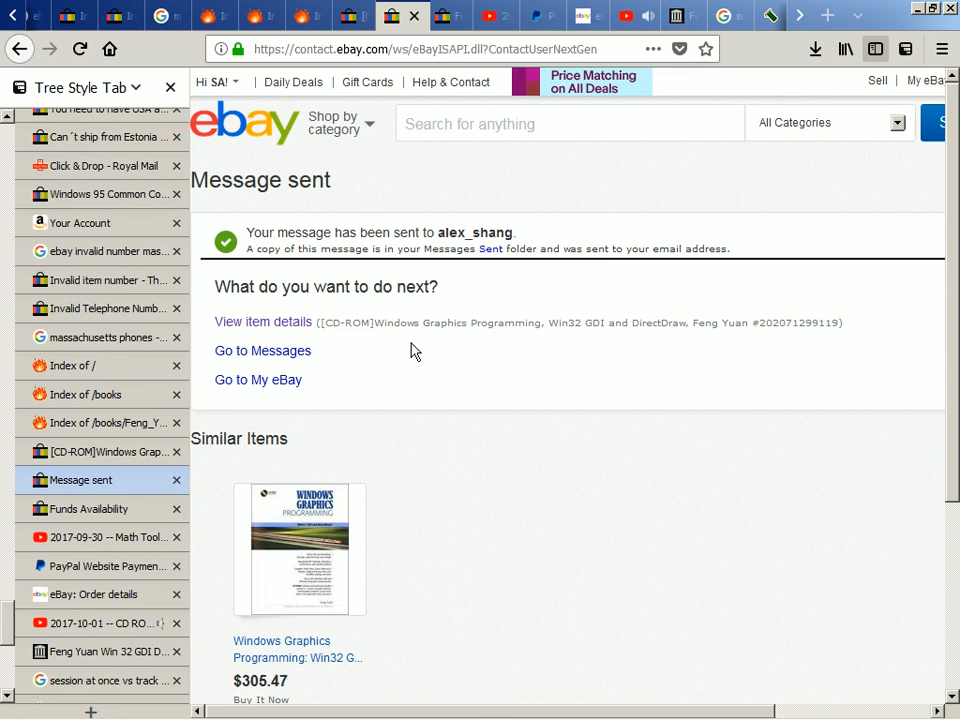 https://contact.ebay.com/ws/eBayISAPI.dll?ContactUserNextGen
Tree Style Tab
Hi SA!
Daily Deals
Gift Cards
Help & Contact
Price Matching
on All Deals
Sell
My eBa
ebay
Shop by
category
Search for anything
All Categories
S
You need to have USA a
Can´t ship from Estonia ...
Click & Drop - Royal Mail
Windows 95 Common Co...
Your Account
ebay invalid number mas...
Invalid item number - Th...
Invalid Telephone Numb...
massachusetts phones -...
Index of /
Index of /books
Index of /books/Feng_Y...
[CD-ROM]Windows Grap...
Message sent
Funds Availability
2017-09-30 -- Math Tool...
PayPal Website Paymen...
eBay: Order details
2017-10-01 -- CD RO...
Feng Yuan Win 32 GDI D...
session at once vs track ...
Message sent
Your message has been sent to alex_shang.
A copy of this message is in your Messages Sent folder and was sent to your email address.
What do you want to do next?
View item details ([CD-ROM]Windows Graphics Programming, Win32 GDI and DirectDraw, Feng Yuan #202071299119)
Go to Messages
Go to My eBay
Similar Items
WINDOWS
GRAPHICS
PROGRAMMING
Windows Graphics
Programming: Win32 G...
$305.47
Buy It Now